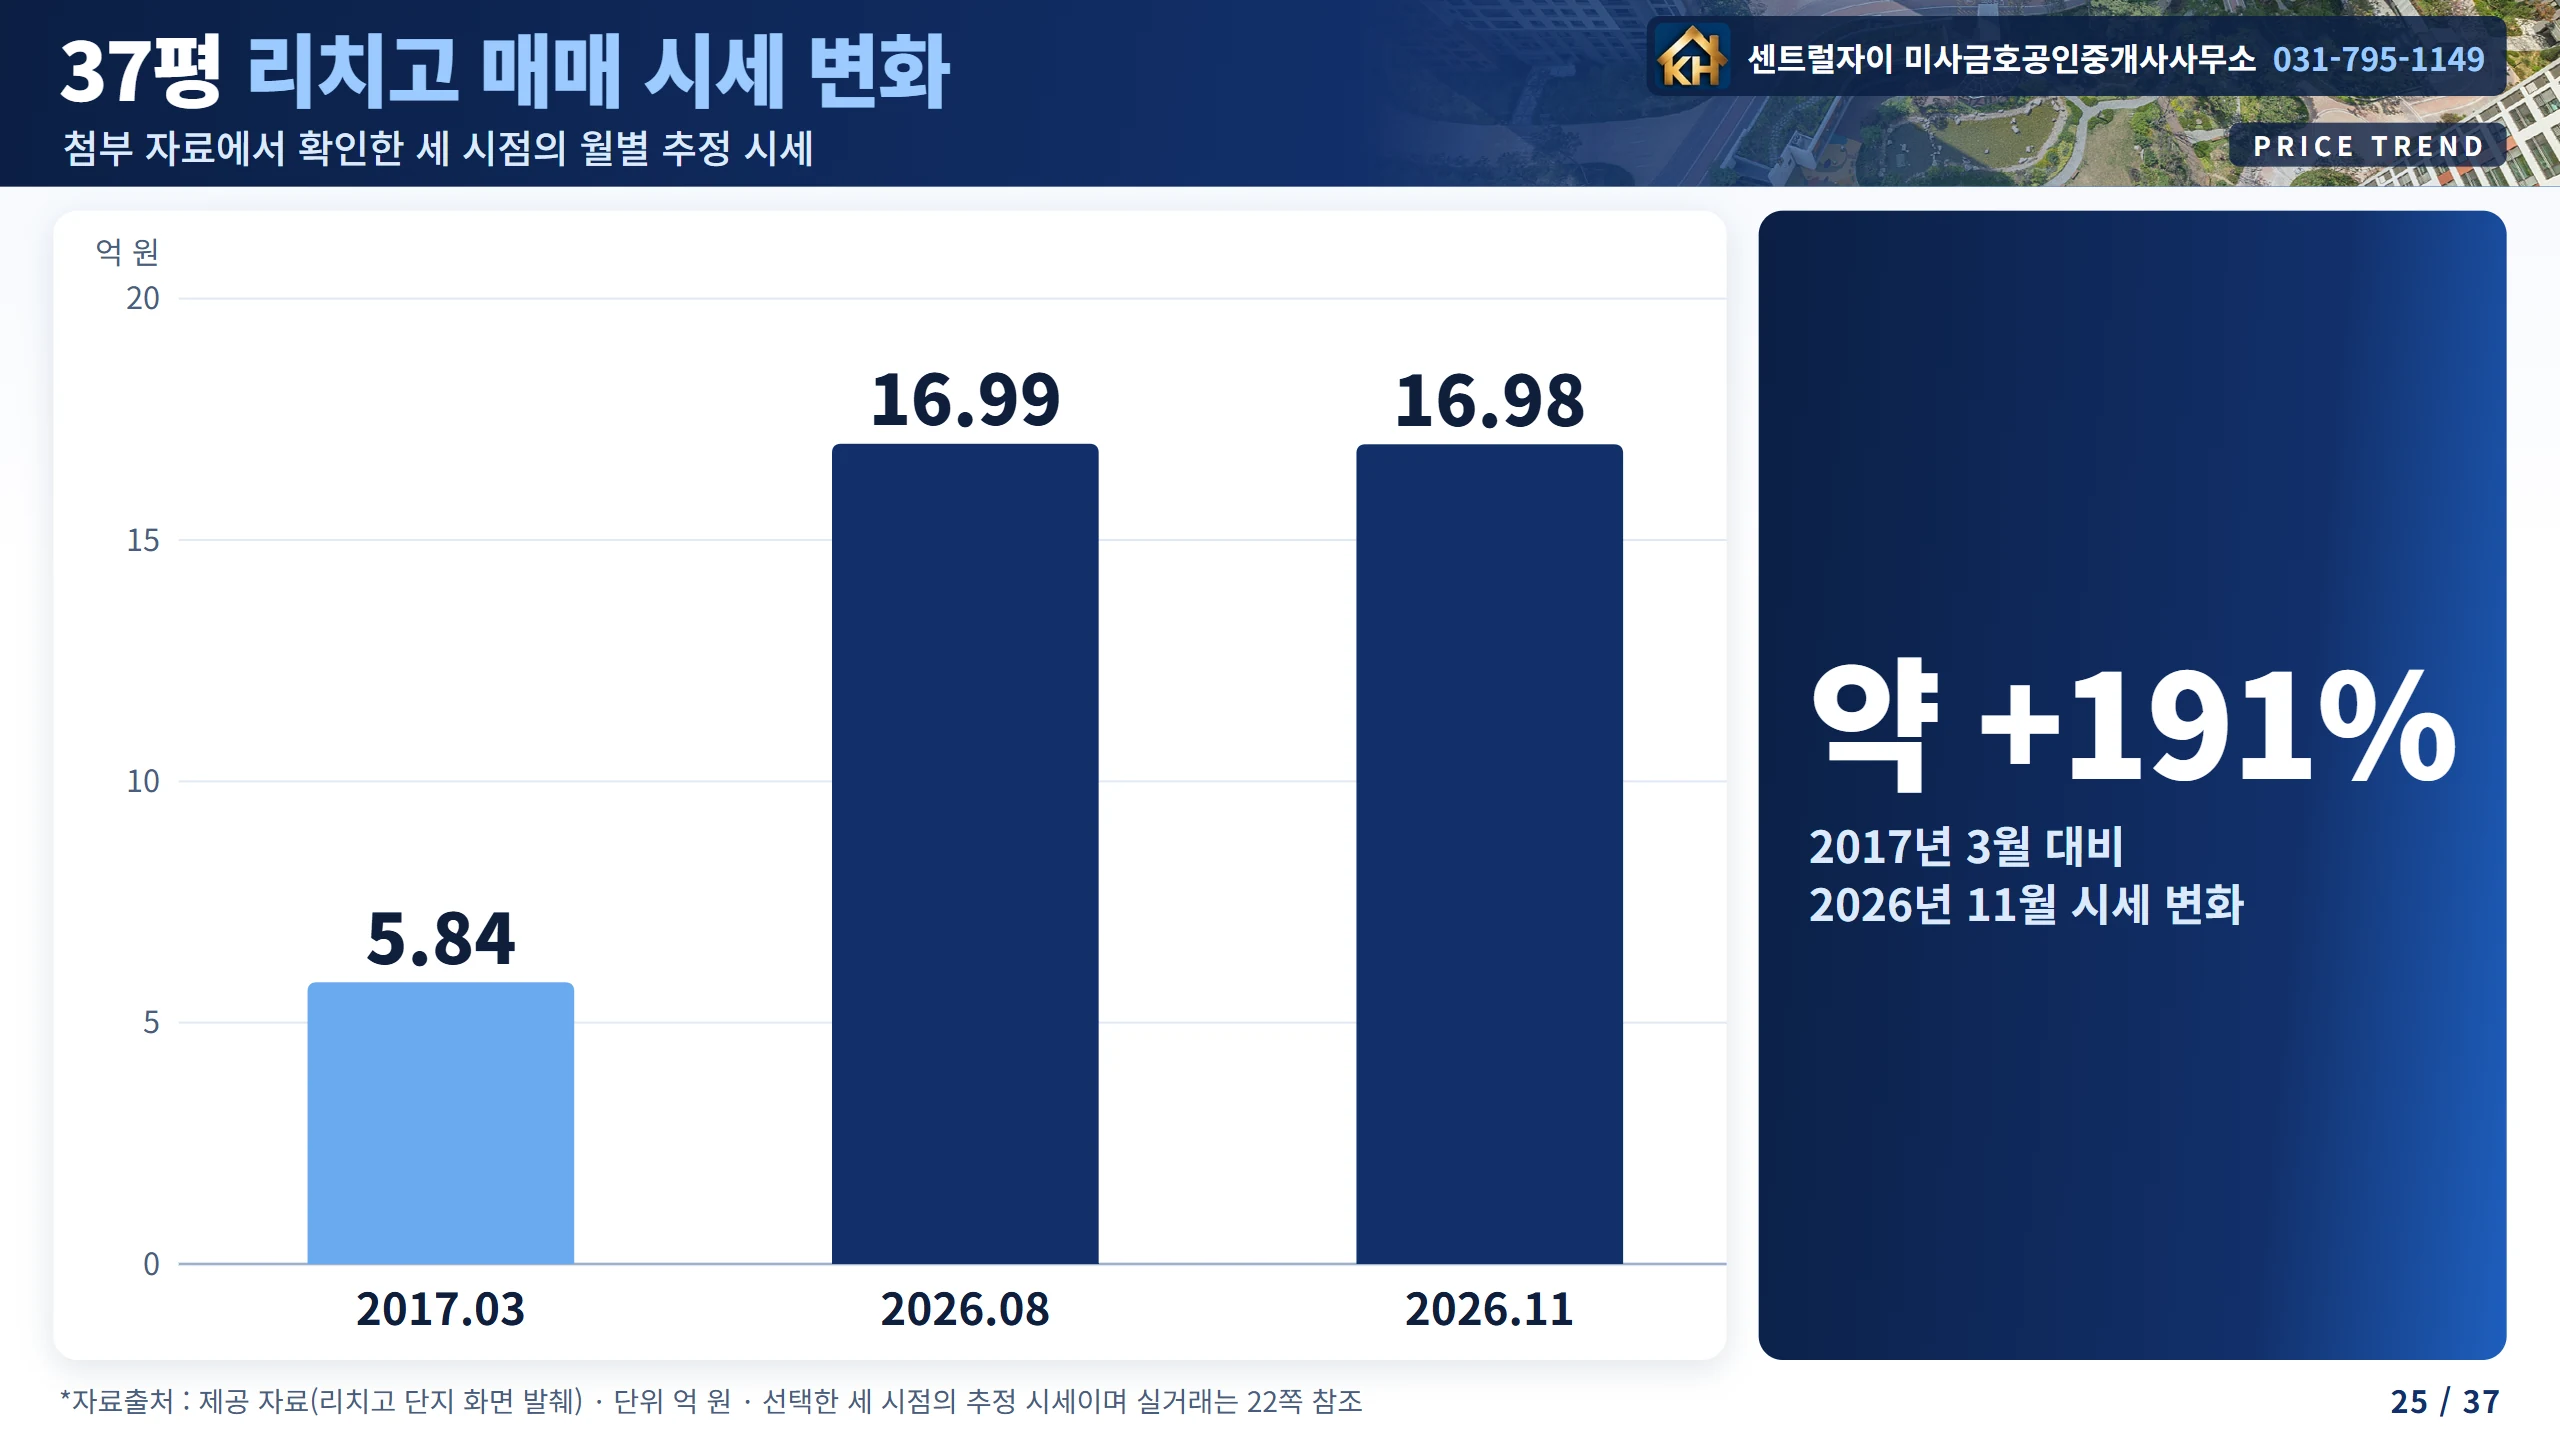 37평 리치고 매매 시세 변화
첨부 자료에서 확인한 세 시점의 월별 추정 시세
KH 센트럴자이 미사금호공인중개사사무소 031-795-1149
PRICE TREND
억 원
20
15
10
5
0
5.84
16.99
16.98
2017.03
2026.08
2026.11
약 +191%
2017년 3월 대비
2026년 11월 시세 변화
*자료출처 : 제공 자료(리치고 단지 화면 발췌) · 단위 억 원 · 선택한 세 시점의 추정 시세이며 실거래는 22쪽 참조
25 / 37